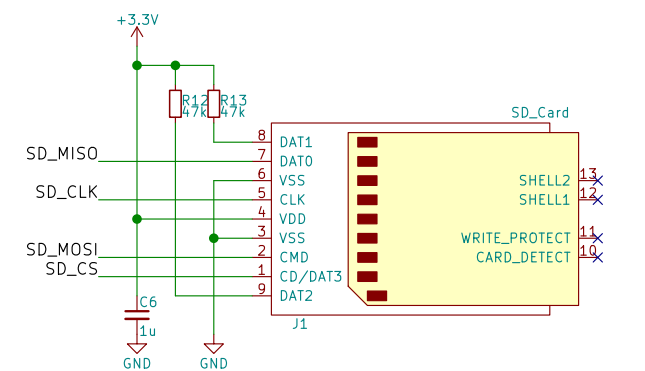 +3.3V
R12 R13
47k 47k
SD_Card
8 DAT1
SD_MISO 7 DAT0
6 VSS SHELL2 13
SD_CLK 5 CLK SHELL1 12
4 VDD
3 VSS WRITE_PROTECT 11
SD_MOSI 2 CMD CARD_DETECT 10
SD_CS 1 CD/DAT3
9 DAT2
C6
1u
J1
GND GND